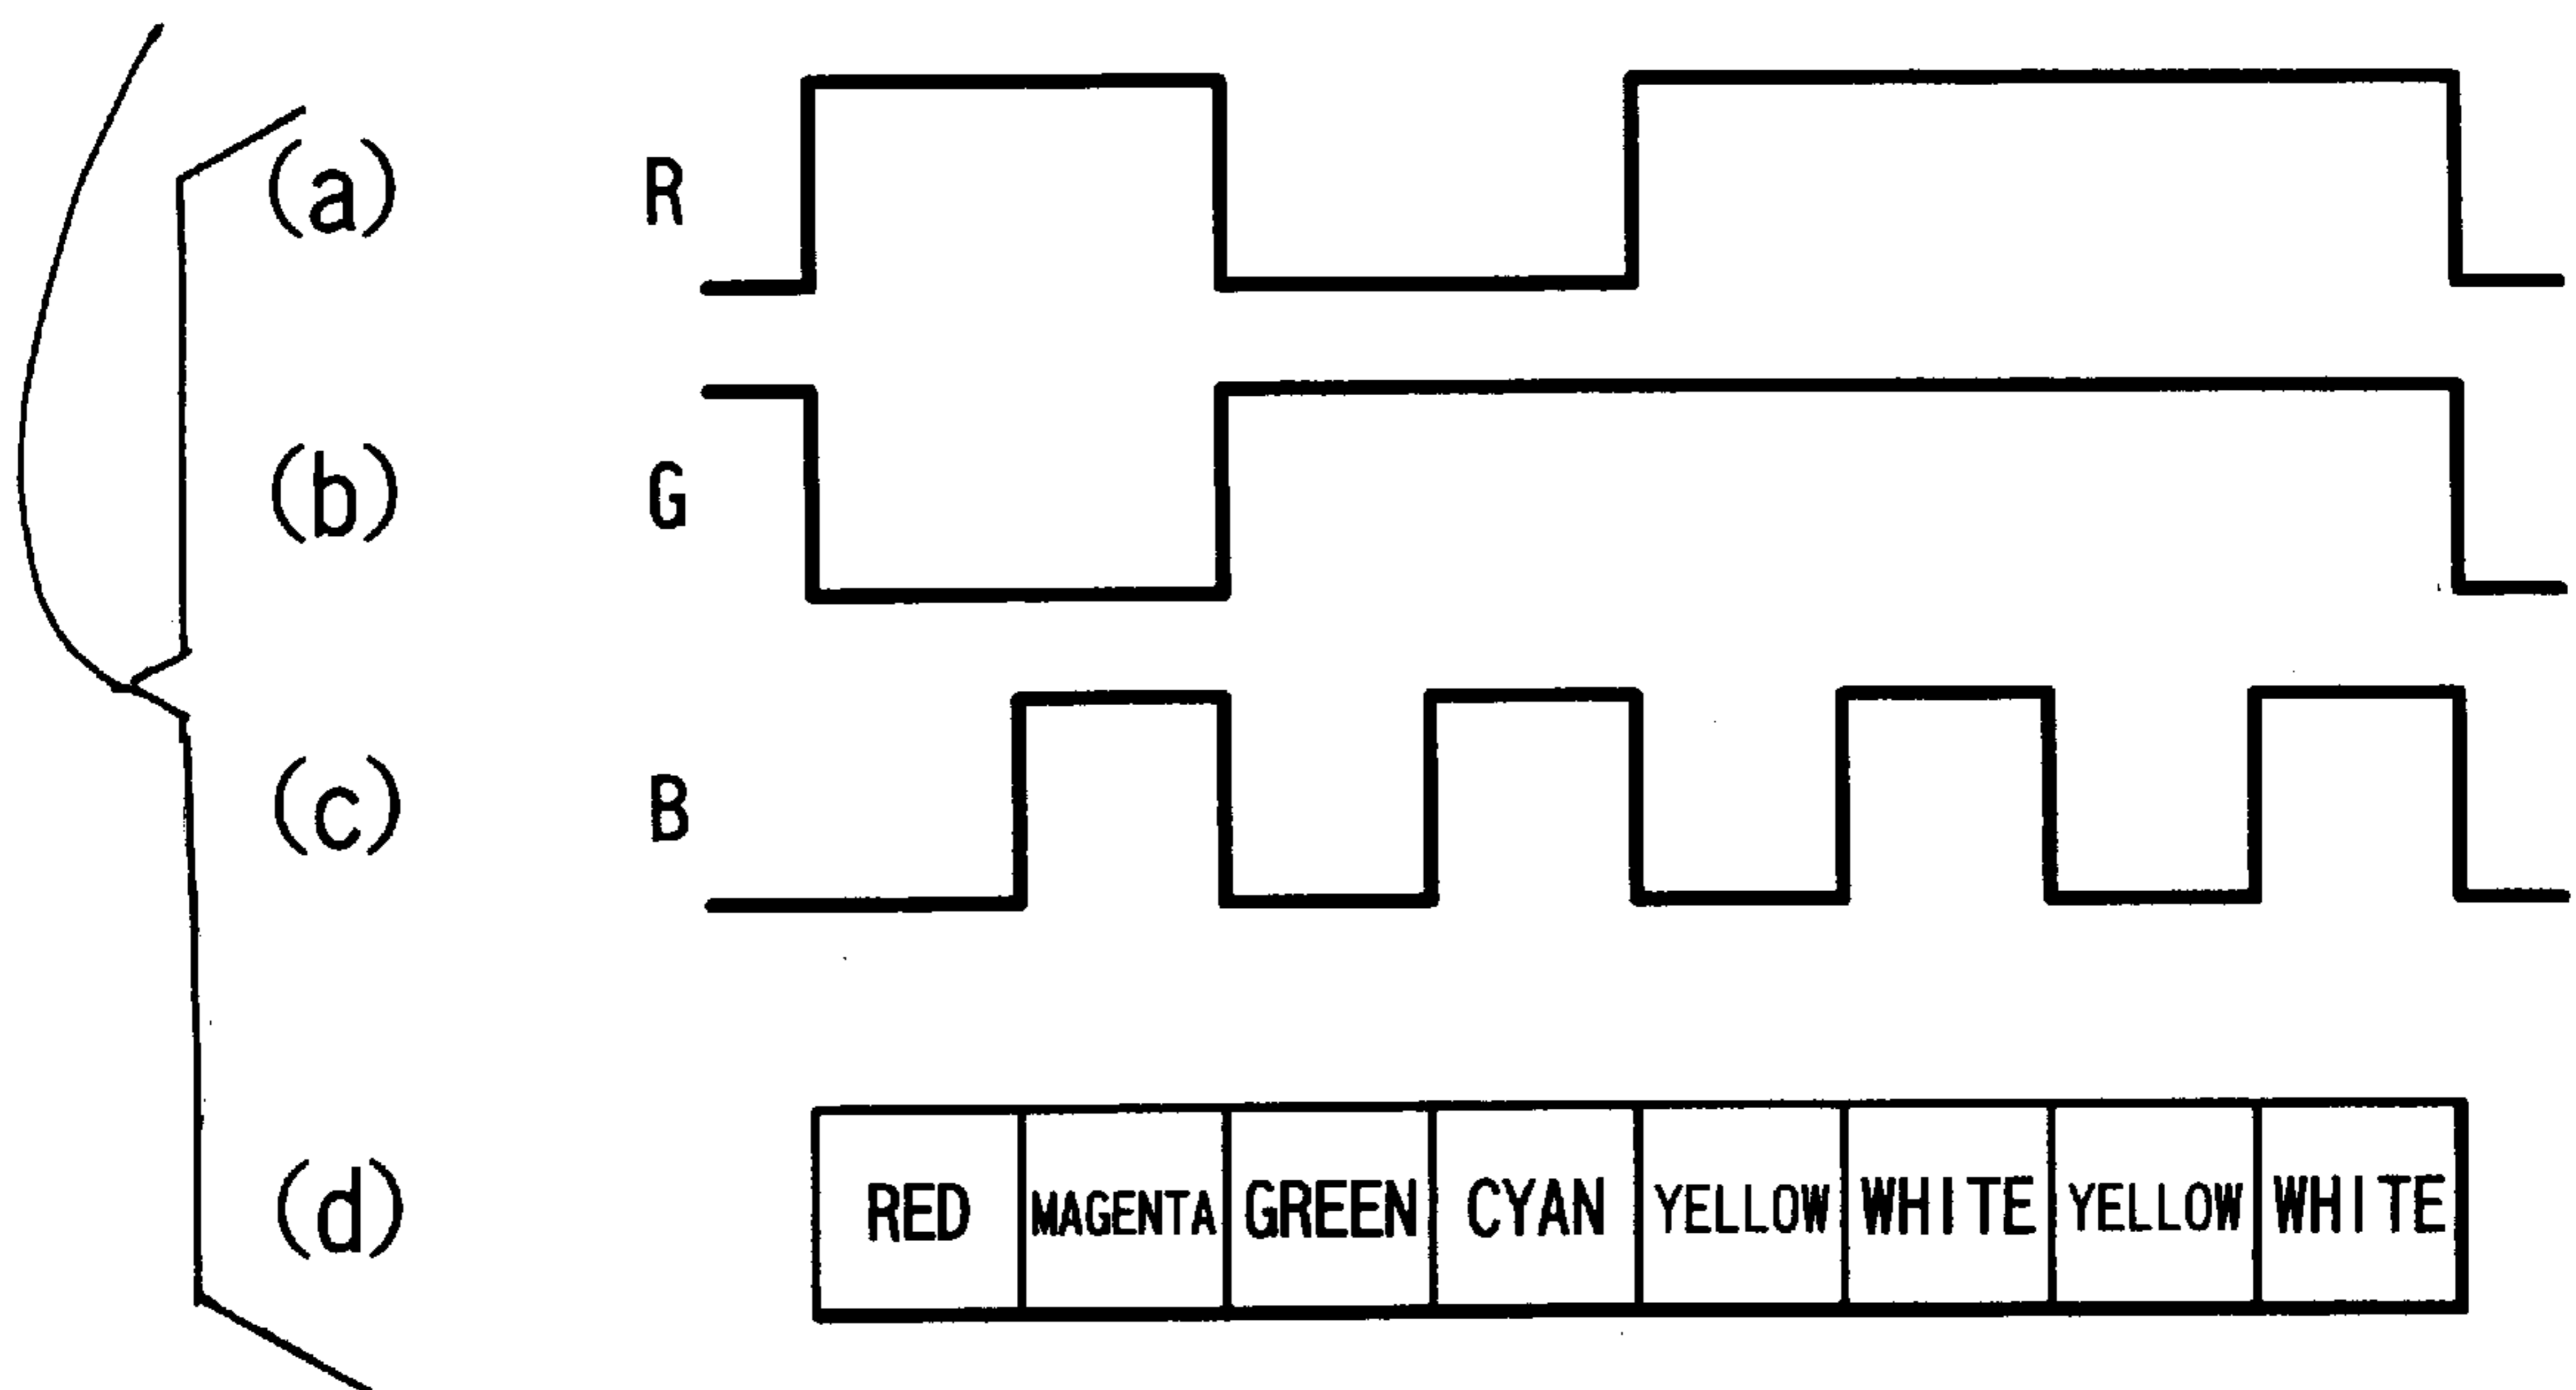 (a) R
(b) G
(c) B
(d) RED MAGENTA GREEN CYAN YELLOW WHITE YELLOW WHITE